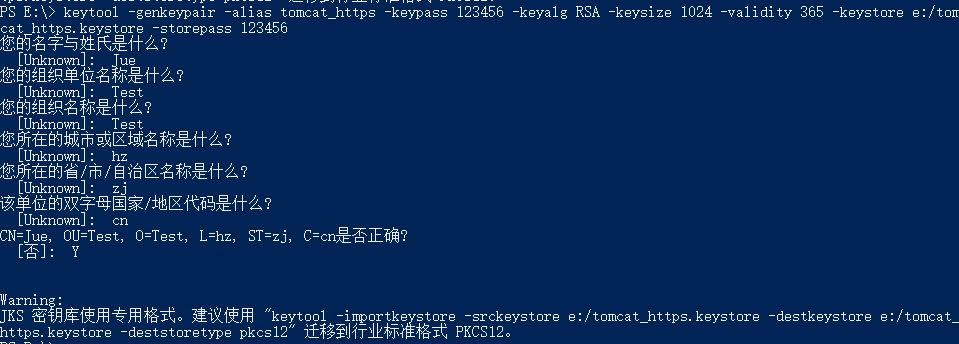 PS E:\> keytool -genkeypair -alias tomcat_https -keypass 123456 -keyalg RSA -keysize 1024 -validity 365 -keystore e:/tom
cat_https.keystore -storepass 123456
您的名字与姓氏是什么?
[Unknown]:  Jue
您的组织单位名称是什么?
[Unknown]:  Test
您的组织名称是什么?
[Unknown]:  Test
您所在的城市或区域名称是什么?
[Unknown]:  hz
您所在的省/市/自治区名称是什么?
[Unknown]:  zj
该单位的双字母国家/地区代码是什么?
[Unknown]:  cn
CN=Jue, OU=Test, O=Test, L=hz, ST=zj, C=cn是否正确?
[否]:  Y
Warning:
JKS 密钥库使用专用格式。建议使用 "keytool -importkeystore -srckeystore e:/tomcat_https.keystore -destkeystore e:/tomcat_
https.keystore -deststoretype pkcs12" 迁移到行业标准格式 PKCS12。